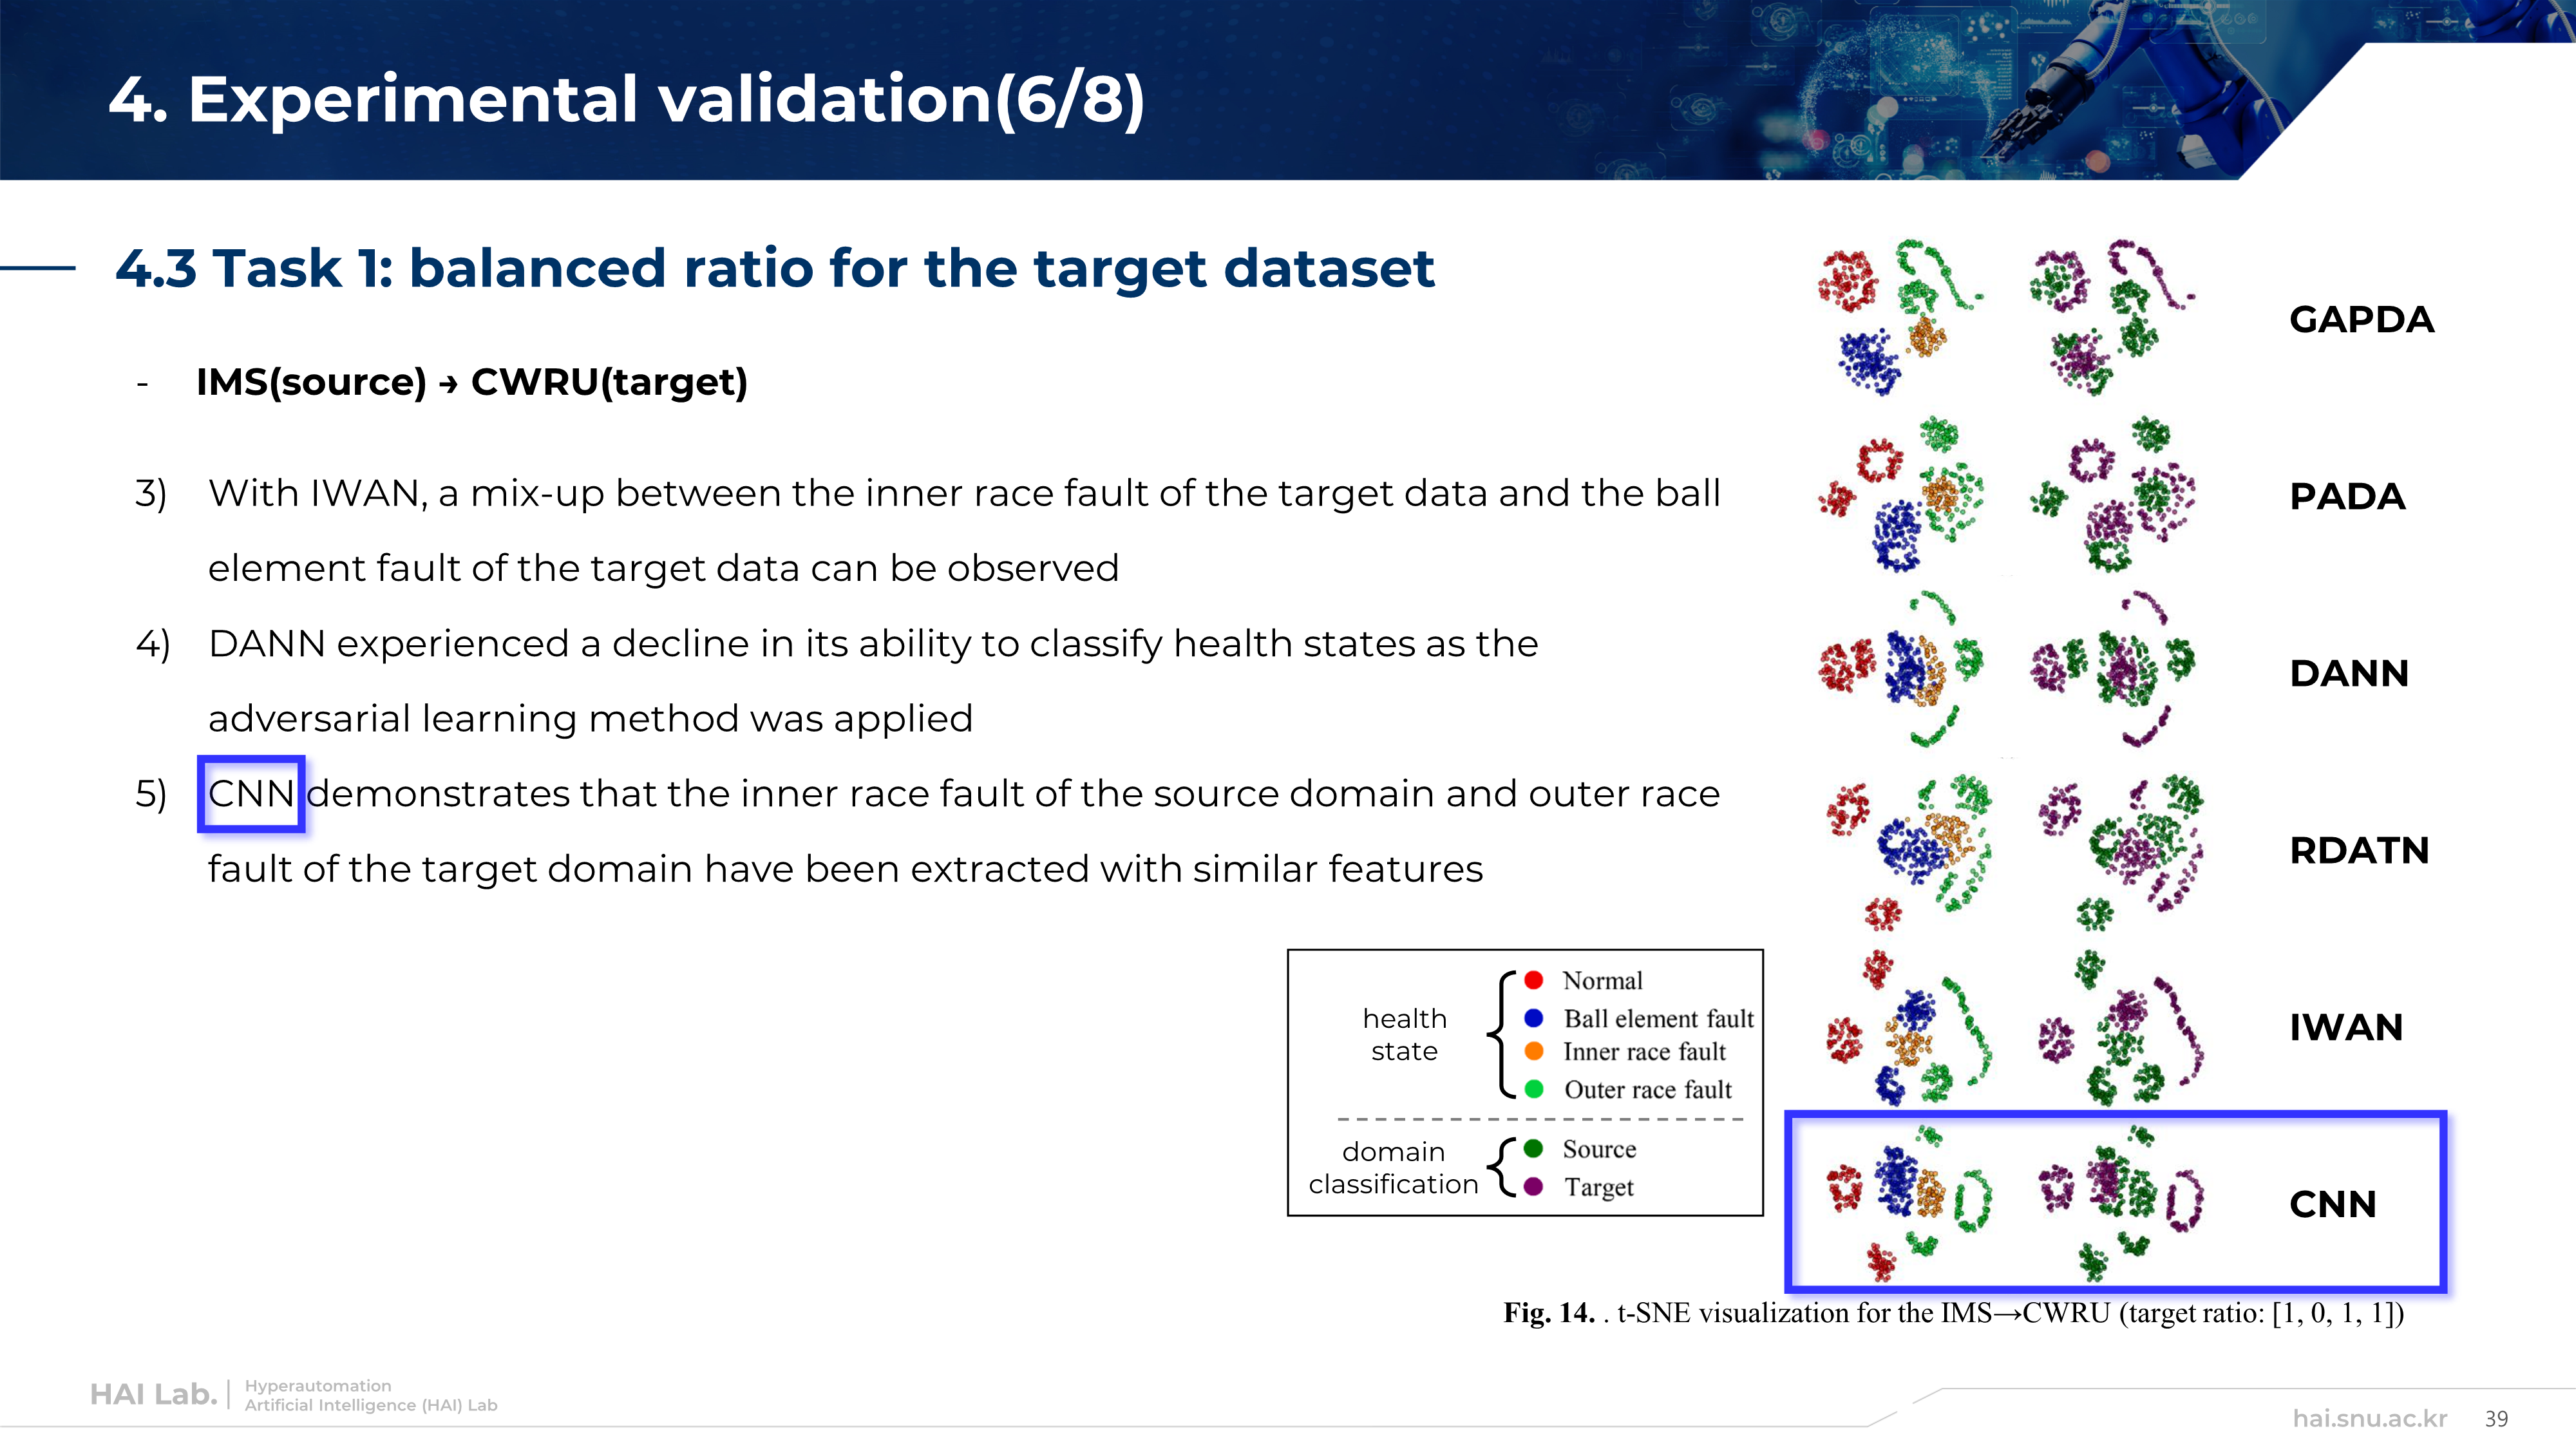 4. Experimental validation(6/8)
4.3 Task 1: balanced ratio for the target dataset
- IMS(source) → CWRU(target)
3) With IWAN, a mix-up between the inner race fault of the target data and the ball
element fault of the target data can be observed
4) DANN experienced a decline in its ability to classify health states as the
adversarial learning method was applied
5) CNN demonstrates that the inner race fault of the source domain and outer race
fault of the target domain have been extracted with similar features
GAPDA
PADA
DANN
RDATN
IWAN
CNN
health
state
Normal
Ball element fault
Inner race fault
Outer race fault
domain
classification
Source
Target
Fig. 14. . t-SNE visualization for the IMS→CWRU (target ratio: [1, 0, 1, 1])
HAI Lab.
Hyperautomation
Artificial Intelligence (HAI) Lab
hai.snu.ac.kr
39